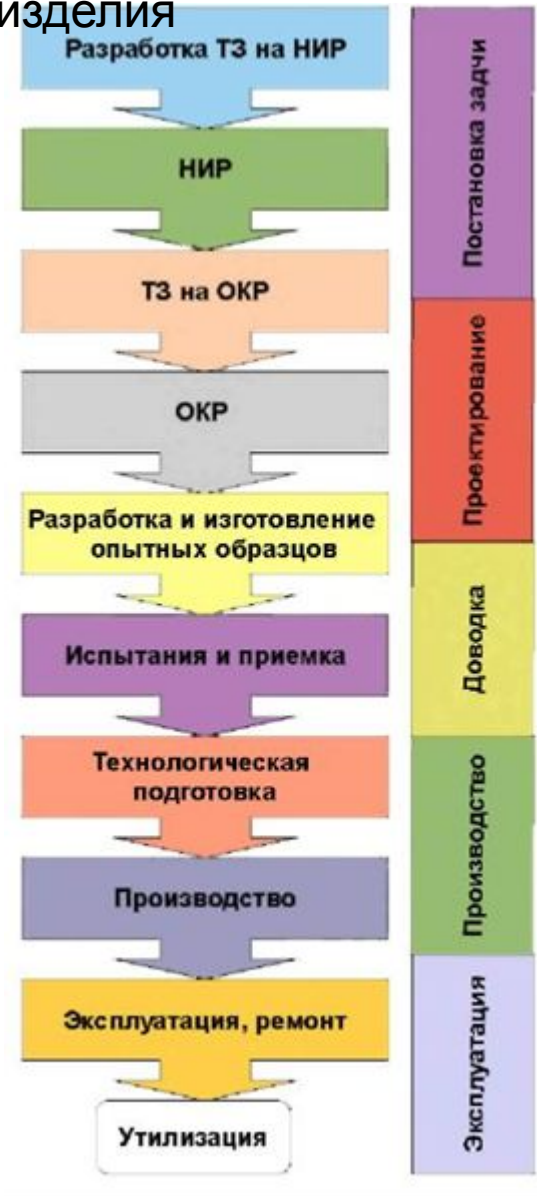 изделия
Разработка ТЗ на НИР
НИР
ТЗ на ОКР
ОКР
Разработка и изготовление
опытных образцов
Испытания и приемка
Технологическая
подготовка
Производство
Эксплуатация, ремонт
Утилизация
Постановка задчи
Проектирование
Доводка
Производство
Эксплуатация